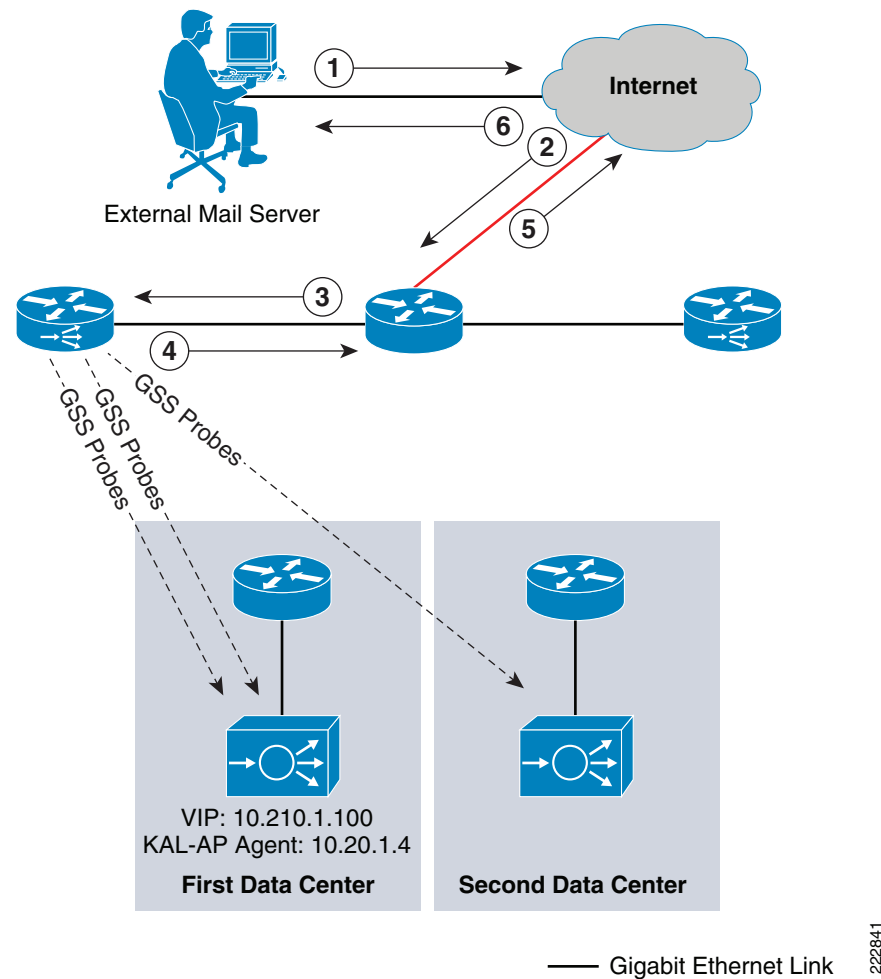 1
Internet
6
2
External Mail Server
5
3
4
GSS Probes
GSS Probes
GSS Probes
VIP: 10.210.1.100
KAL-AP Agent: 10.20.1.4
First Data Center
Second Data Center
Gigabit Ethernet Link
222841